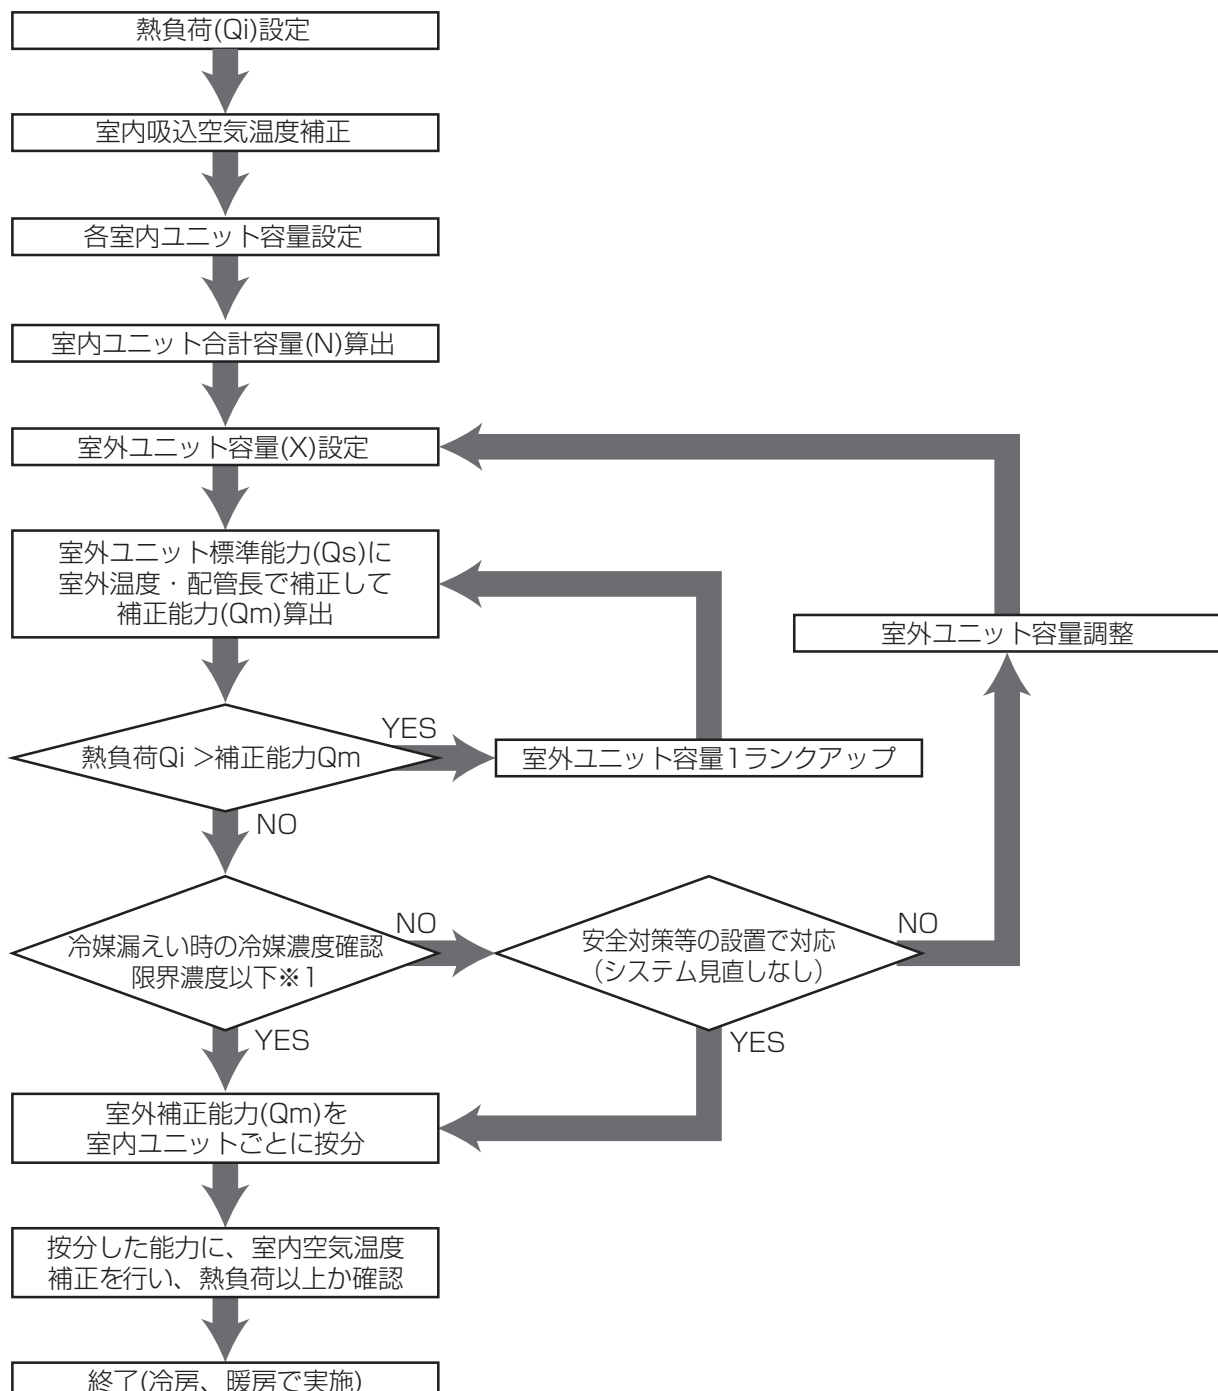 熱負荷(Qi)設定
室内吸込空気温度補正
各室内ユニット容量設定
室内ユニット合計容量(N)算出
室外ユニット容量(X)設定
室外ユニット標準能力(Qs)に
室外温度・配管長で補正して
補正能力(Qm)算出
室外ユニット容量調整
熱負荷Qi >補正能力Qm
YES
室外ユニット容量1ランクアップ
NO
冷媒漏えい時の冷媒濃度確認
限界濃度以下※1
NO
安全対策等の設置で対応
（システム見直しなし）
NO
YES
YES
室外補正能力(Qm)を
室内ユニットごとに按分
按分した能力に、室内空気温度
補正を行い、熱負荷以上か確認
終了(冷房、暖房で実施)